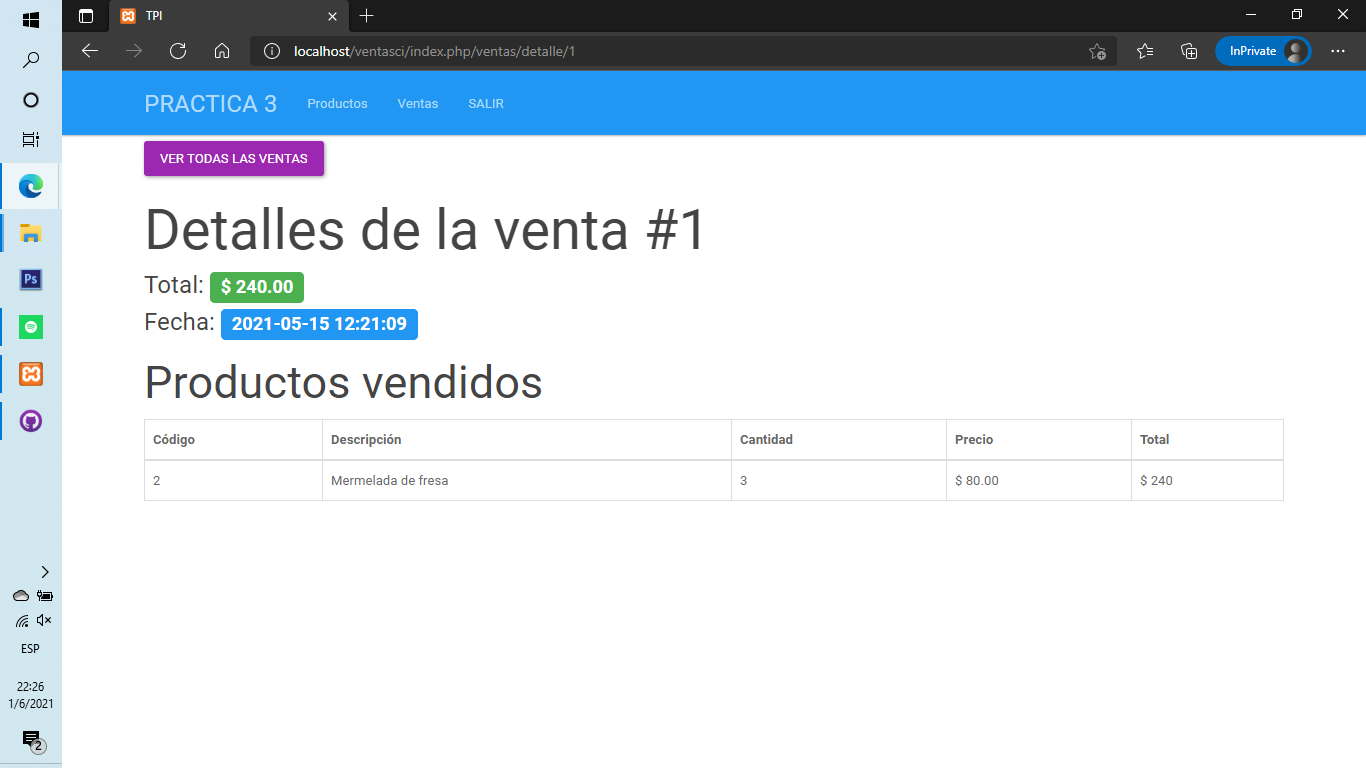 TPI
localhost/ventasci/index.php/ventas/detalle/1
InPrivate
PRACTICA 3 Productos Ventas SALIR
VER TODAS LAS VENTAS
Detalles de la venta #1
Total: $ 240.00
Fecha: 2021-05-15 12:21:09
Productos vendidos
Código Descripción Cantidad Precio Total
2 Mermelada de fresa 3 $ 80.00 $ 240
Ps
ESP
22:26
1/6/2021
2